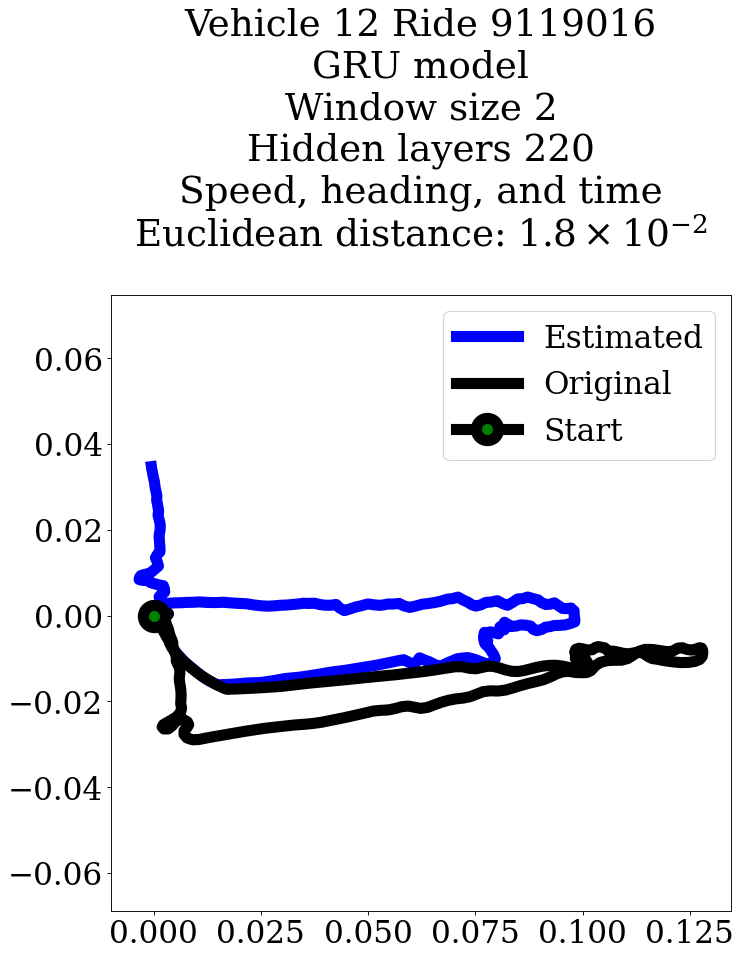 Vehicle 12 Ride 9119016
GRU model
Window size 2
Hidden layers 220
Speed, heading, and time
Euclidean distance: 1.8 × 10⁻²
Estimated
Original
Start
0.06
0.04
0.02
0.00
−0.02
−0.04
−0.06
0.000 0.025 0.050 0.075 0.100 0.125